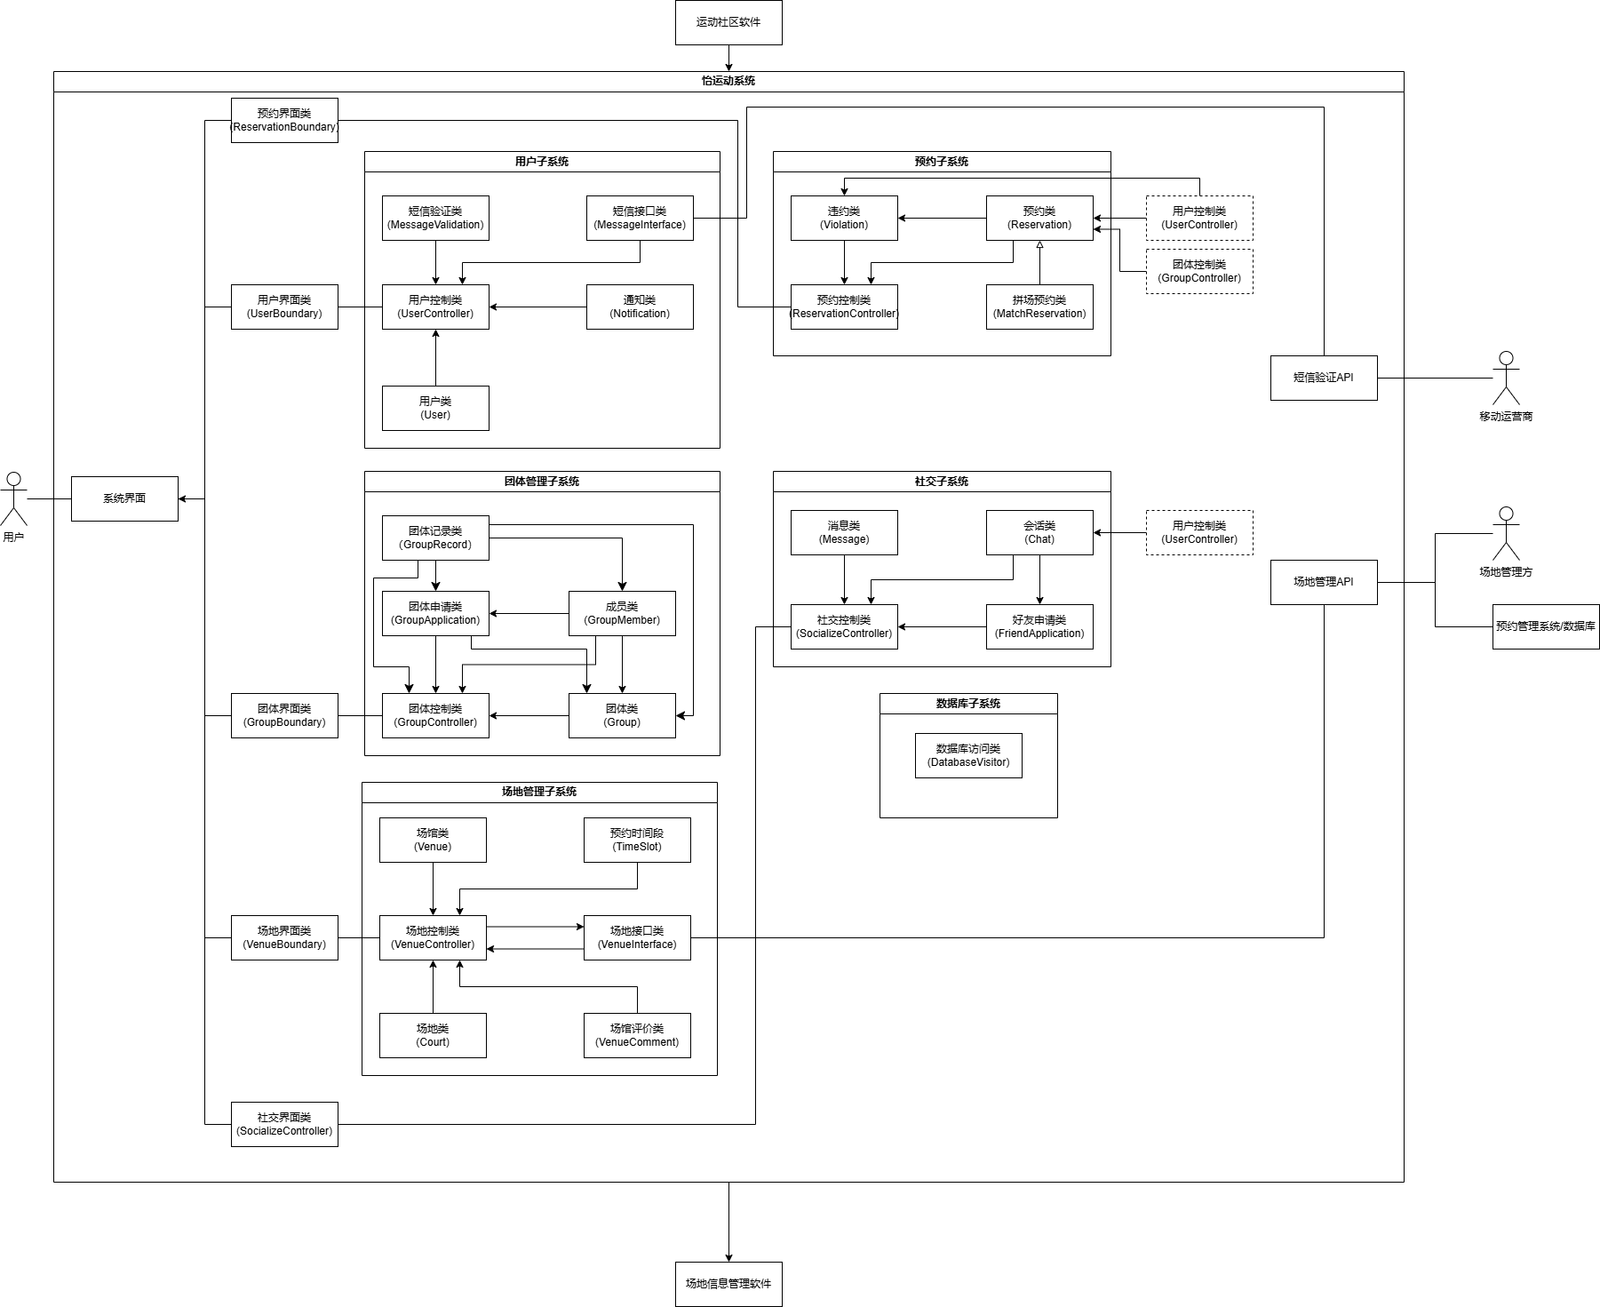 运动社区软件
怡运动系统
预约界面类
(ReservationBoundary)
用户子系统
短信验证类
(MessageValidation)
短信接口类
(MessageInterface)
用户界面类
(UserBoundary)
用户控制类
(UserController)
通知类
(Notification)
用户类
(User)
预约子系统
违约类
(Violation)
预约类
(Reservation)
用户控制类
(UserController)
团体控制类
(GroupController)
预约控制类
(ReservationController)
拼场预约类
(MatchReservation)
短信验证API
移动运营商
用户
系统界面
团体管理子系统
团体记录类
(GroupRecord)
团体申请类
(GroupApplication)
成员类
(GroupMember)
团体界面类
(GroupBoundary)
团体控制类
(GroupController)
团体类
(Group)
社交子系统
消息类
(Message)
会话类
(Chat)
用户控制类
(UserController)
社交控制类
(SocializeController)
好友申请类
(FriendApplication)
场地管理API
场地管理方
预约管理系统/数据库
数据库子系统
数据库访问类
(DatabaseVisitor)
场地管理子系统
场馆类
(Venue)
预约时间段
(TimeSlot)
场地界面类
(VenueBoundary)
场地控制类
(VenueController)
场地接口类
(VenueInterface)
场地类
(Court)
场馆评价类
(VenueComment)
社交界面类
(SocializeController)
场地信息管理软件